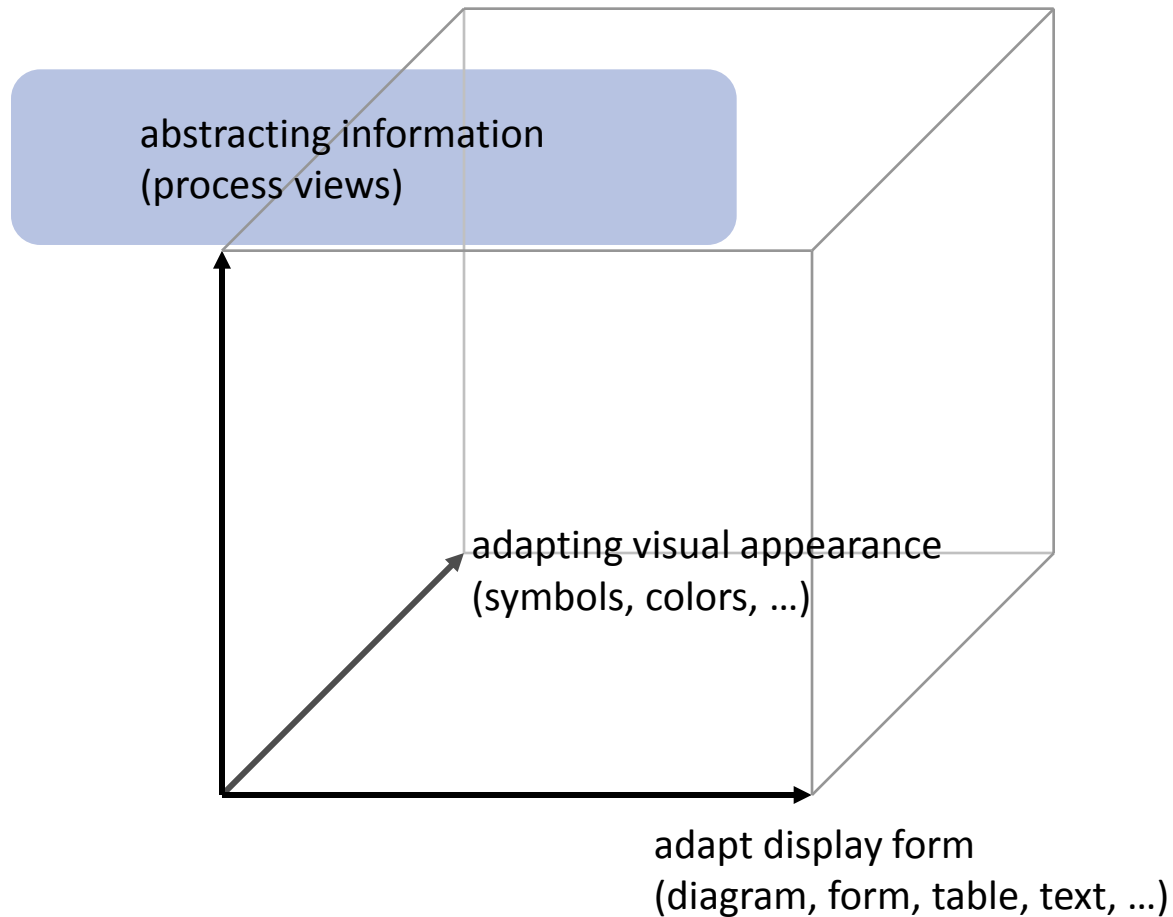 abstracting information
(process views)
adapting visual appearance
(symbols, colors, …)
adapt display form
(diagram, form, table, text, …)